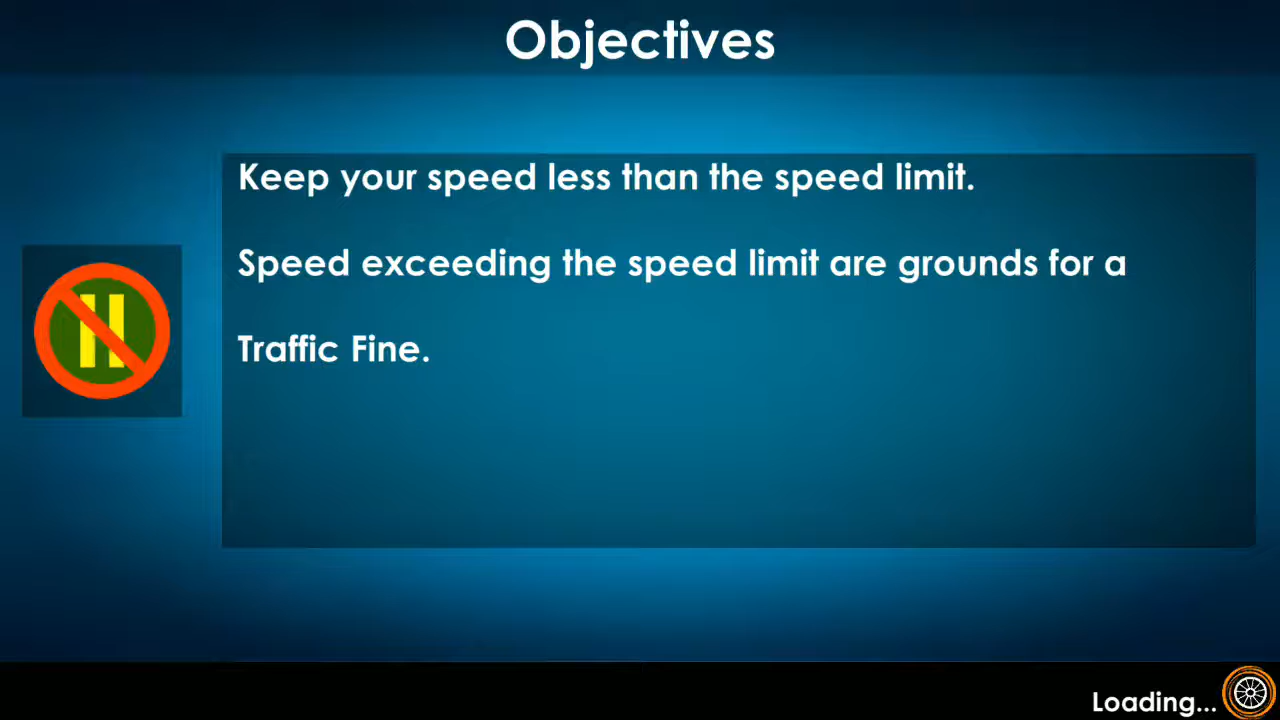 Objectives
Keep your speed less than the speed limit.
Speed exceeding the speed limit are grounds for a
Traffic Fine.
Loading...